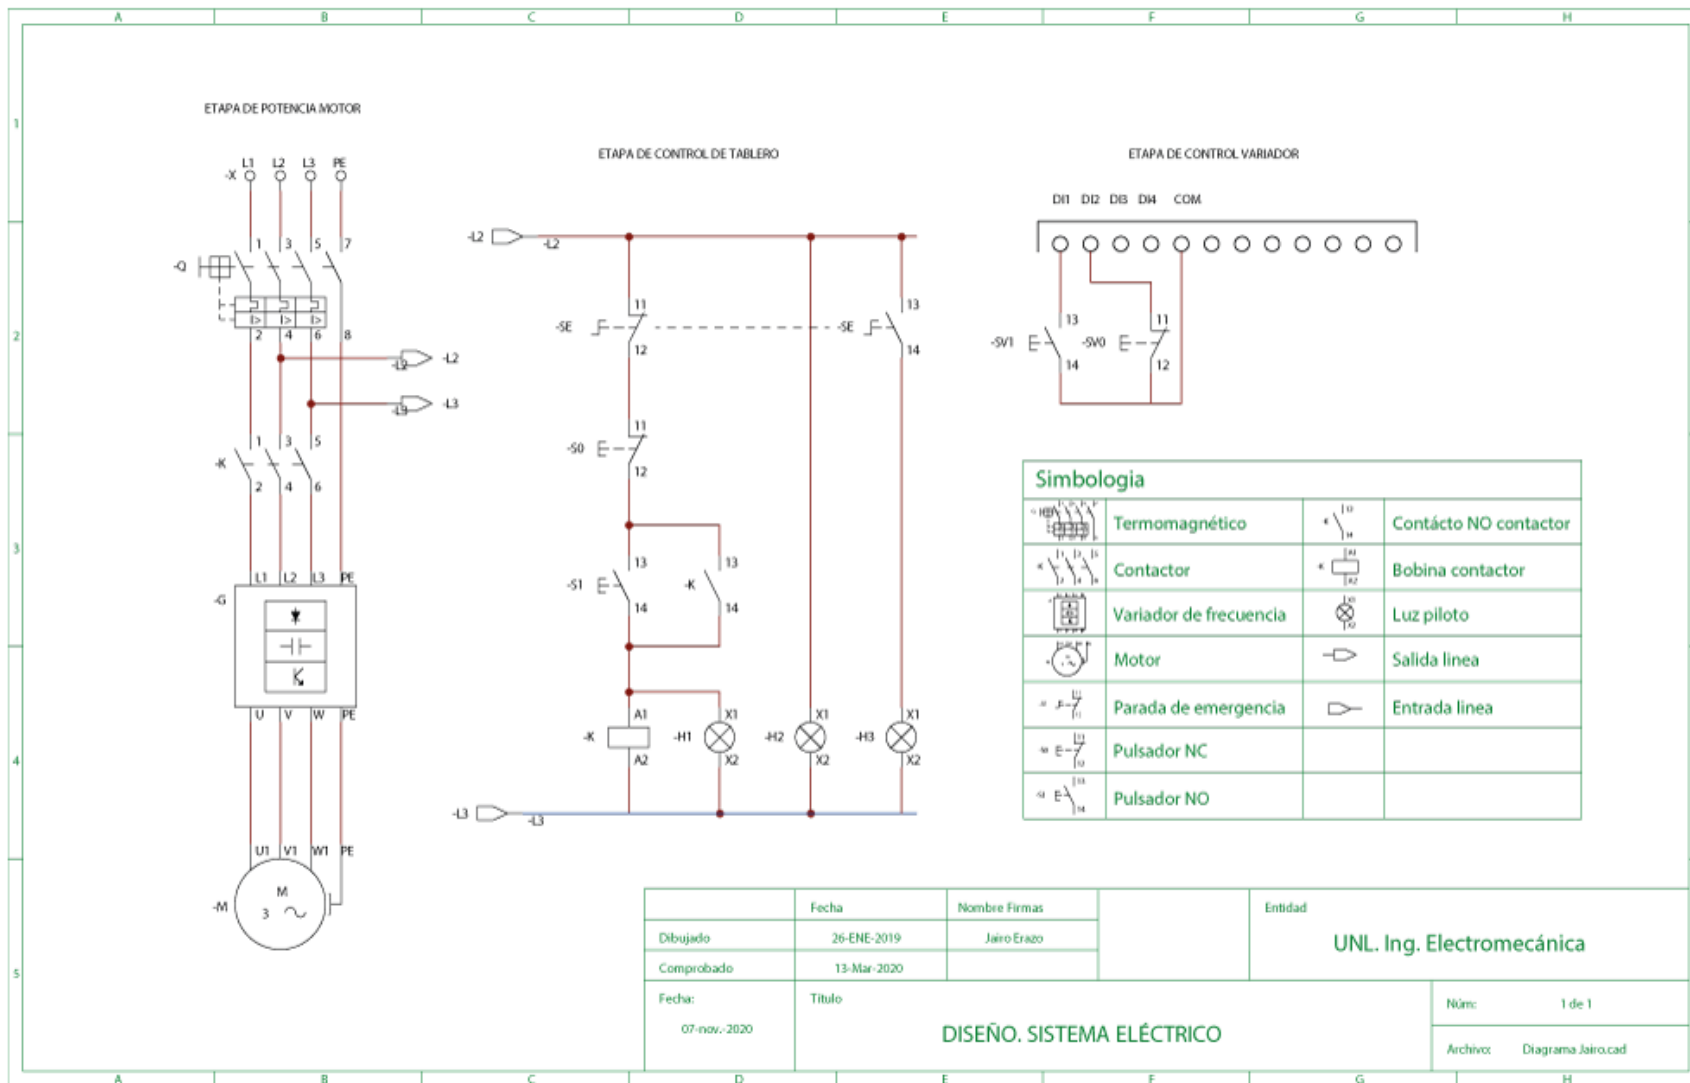 A B C D E F G H
1
2
3
4
5
ETAPA DE POTENCIA MOTOR
L1 L2 L3 PE
-X
1 3 5 7
-Q
I> I> I>
2 4 6 8
-L2 -L2
-L3 -L3
1 3 5
-K
2 4 6
L1 L2 L3 PE
-G
U V W PE
U1 V1 W1 PE
-M
M
3
ETAPA DE CONTROL DE TABLERO
-L2 -L2
11 13
-SE -SE
12 14
11
-S0
12
13 13
-S1 -K
14 14
A1 X1 X1 X1
-K -H1 -H2 -H3
A2 X2 X2 X2
-L3 -L3
ETAPA DE CONTROL VARIADOR
DI1 DI2 DI3 DI4 COM
13 11
-SV1 -SV0
14 12
Simbologia
Termomagnético Contácto NO contactor
Contactor Bobina contactor
Variador de frecuencia Luz piloto
Motor Salida linea
Parada de emergencia Entrada linea
Pulsador NC
Pulsador NO
Fecha Nombre Firmas
Dibujado 26-ENE-2019 Jairo Erazo
Comprobado 13-Mar-2020
Entidad
UNL. Ing. Electromecánica
Fecha:
07-nov.-2020
Título
DISEÑO. SISTEMA ELÉCTRICO
Núm: 1 de 1
Archivo: Diagrama Jairo.cad
A B C D E F G H